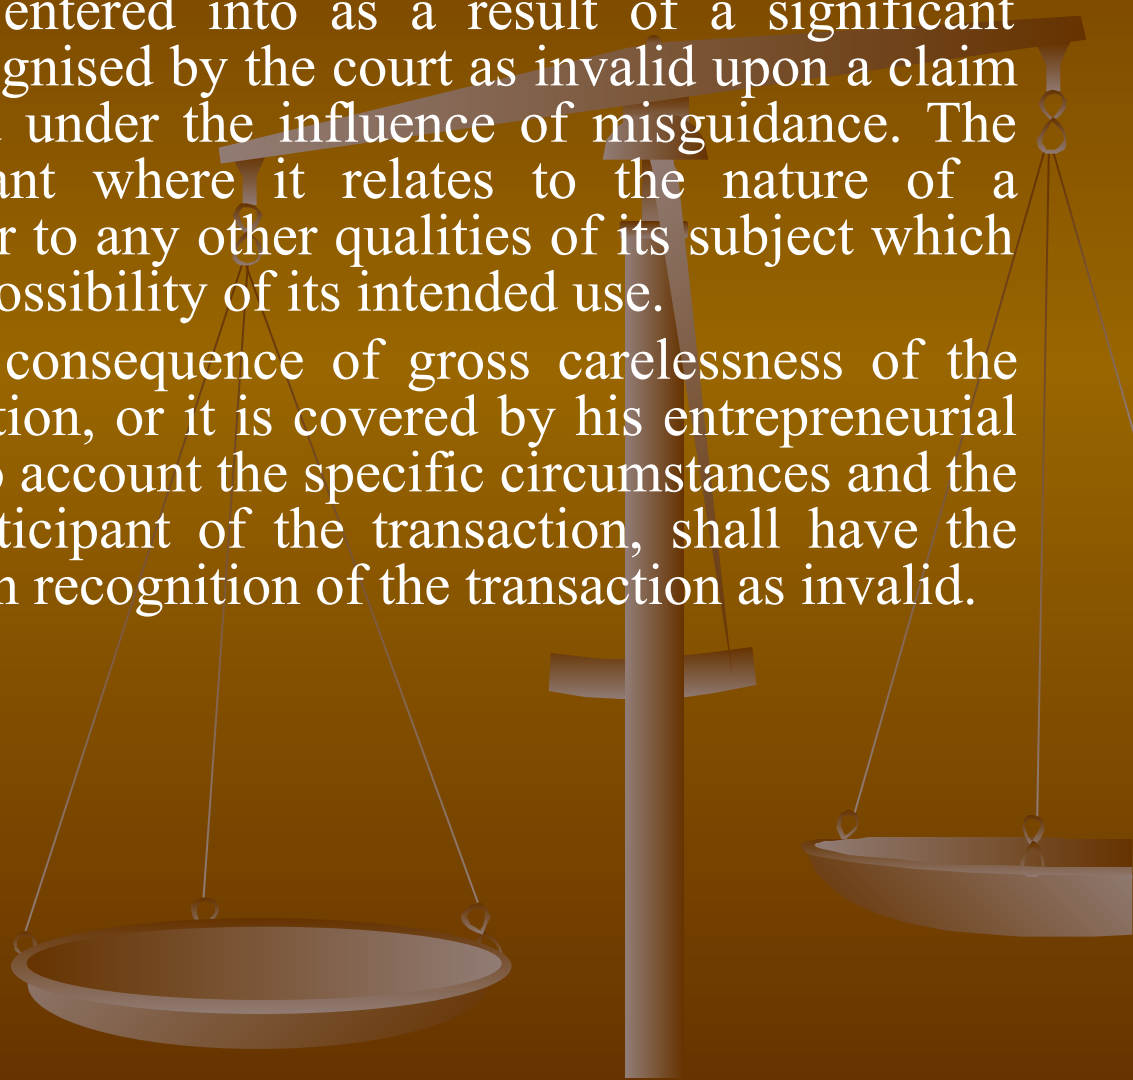 entered into as a result of a significant
gnised by the court as invalid upon a claim
under the influence of misguidance. The
ant where it relates to the nature of a
r to any other qualities of its subject which
ossibility of its intended use.
consequence of gross carelessness of the
tion, or it is covered by his entrepreneurial
account the specific circumstances and the
ticipant of the transaction, shall have the
n recognition of the transaction as invalid.